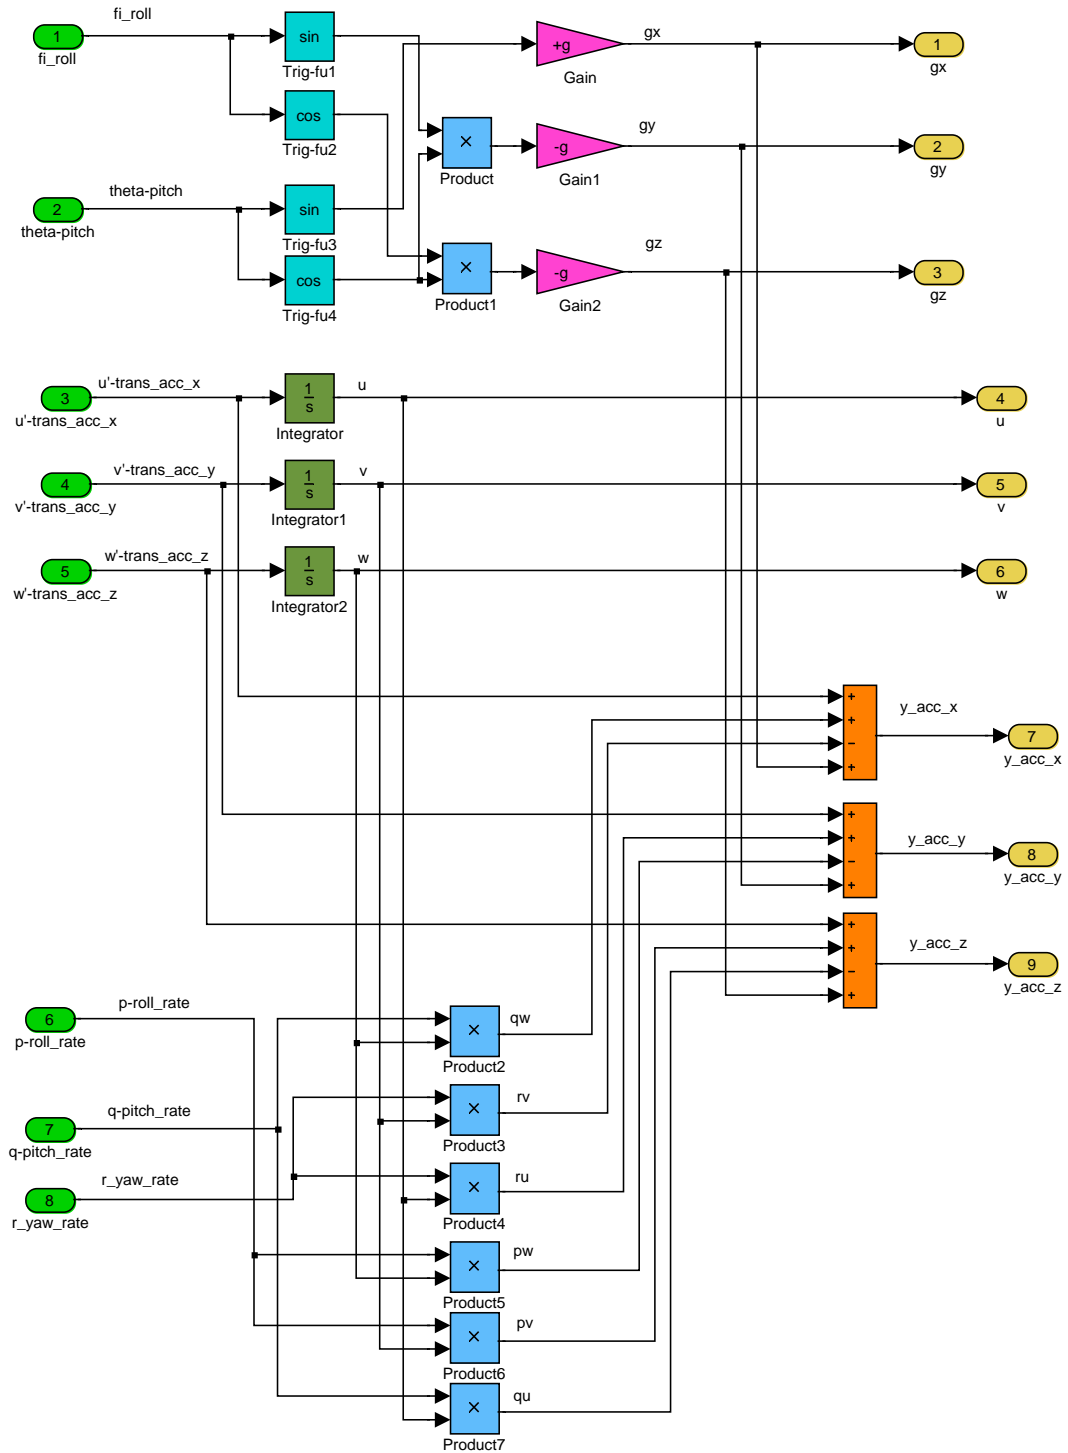 fi_roll
1
fi_roll
sin
Trig-fu1
+g
Gain
gx
1
gx
cos
Trig-fu2
×
Product
-g
Gain1
gy
2
gy
theta-pitch
2
theta-pitch
sin
Trig-fu3
cos
Trig-fu4
×
Product1
-g
Gain2
gz
3
gz
u'-trans_acc_x
3
u'-trans_acc_x
1
s
Integrator
u
4
u
v'-trans_acc_y
4
v'-trans_acc_y
1
s
Integrator1
v
5
v
w'-trans_acc_z
5
w'-trans_acc_z
1
s
Integrator2
w
6
w
+
+
−
+
y_acc_x
7
y_acc_x
+
+
−
+
y_acc_y
8
y_acc_y
+
+
−
+
y_acc_z
9
y_acc_z
p-roll_rate
6
p-roll_rate
×
Product2
qw
q-pitch_rate
7
q-pitch_rate
×
Product3
rv
r_yaw_rate
8
r_yaw_rate
×
Product4
ru
×
Product5
pw
×
Product6
pv
×
Product7
qu